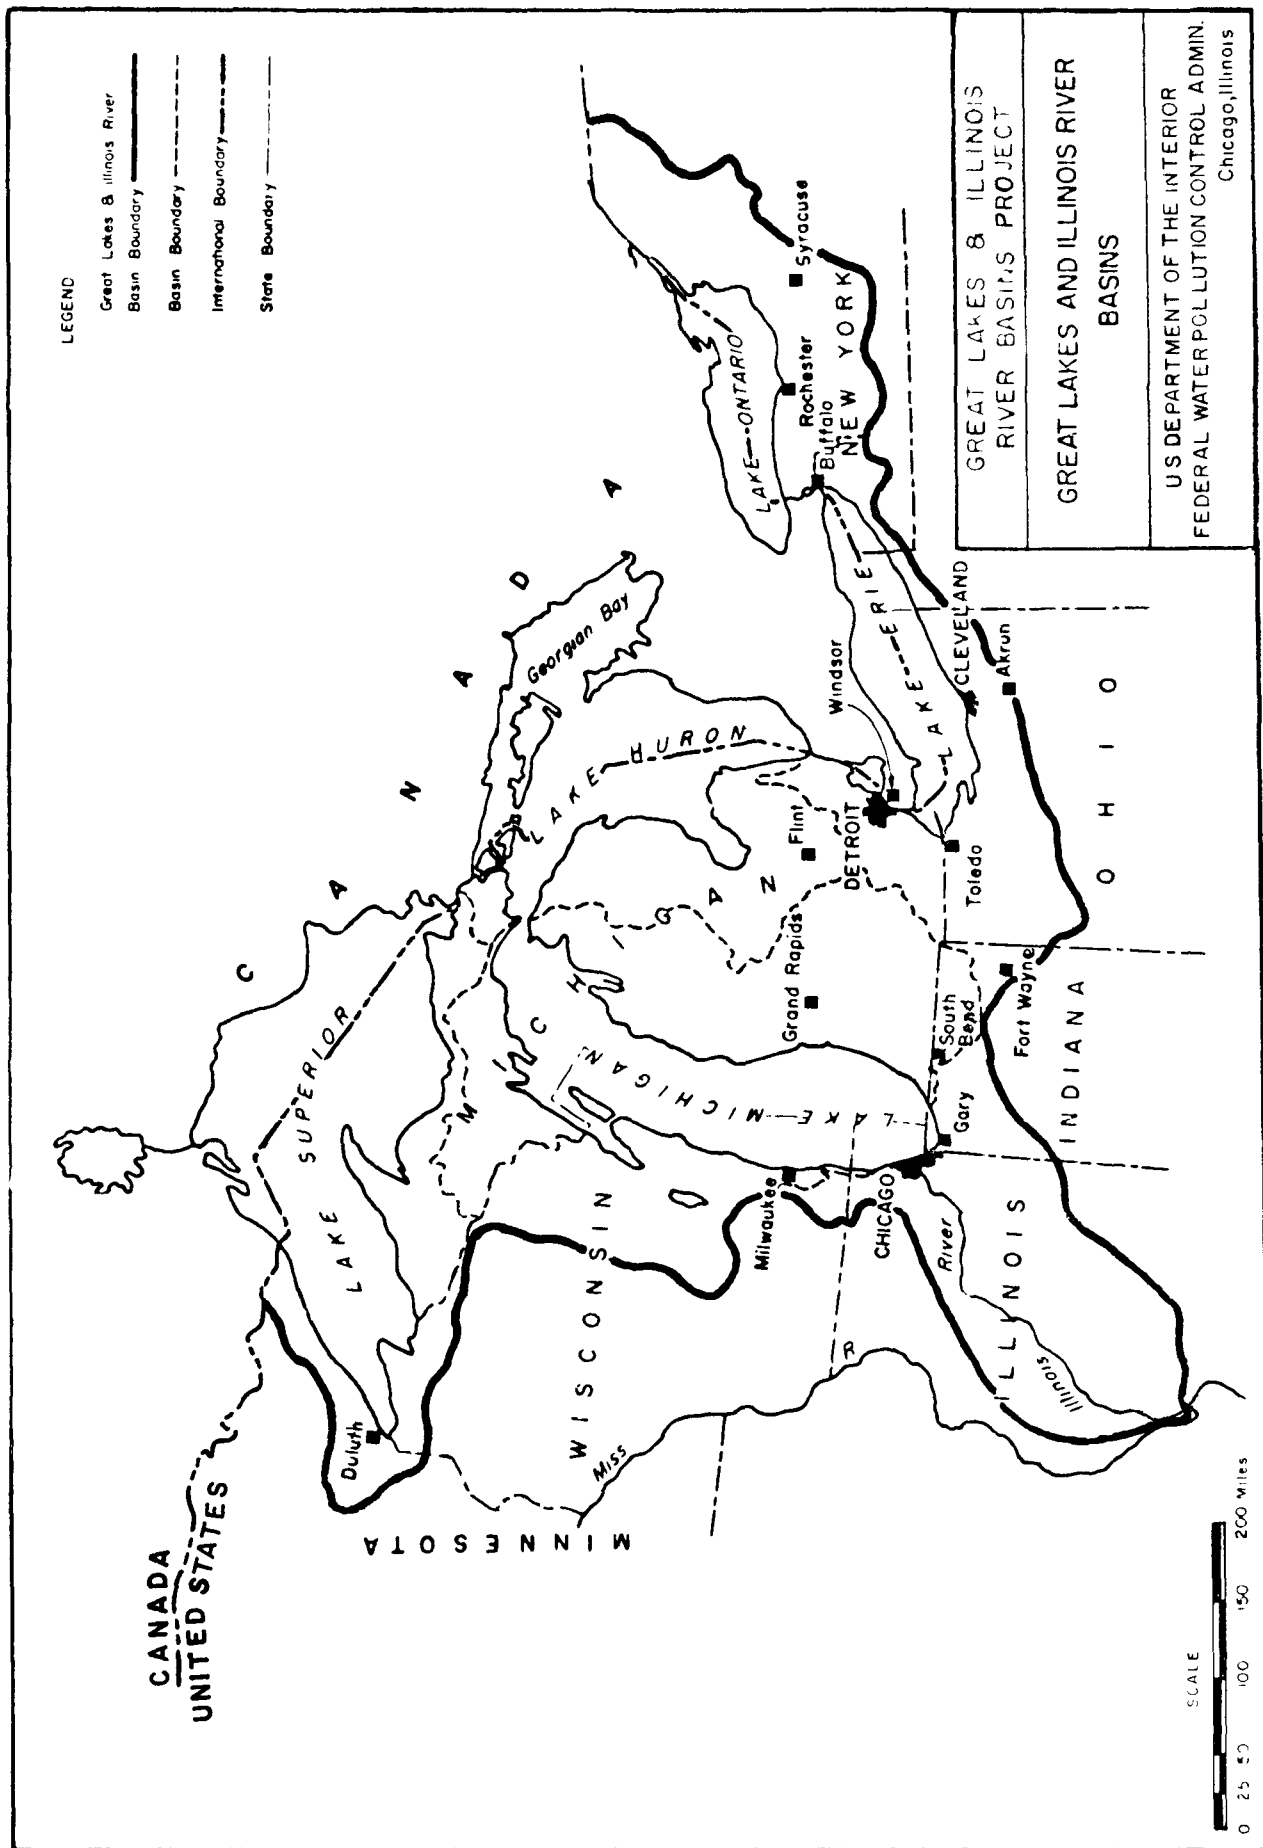 LEGEND
Great Lakes & Illinois River
Basin Boundary
Basin Boundary
International Boundary
State Boundary
CANADA
UNITED STATES
CANADA
MINNESOTA
Duluth
LAKE SUPERIOR
WISCONSIN
Miss
R
MICHIGAN
LAKE MICHIGAN
LAKE HURON
Georgian Bay
LAKE ONTARIO
LAKE ERIE
Syracuse
Rochester
Buffalo
NEW YORK
Windsor
CLEVELAND
Akrun
OHIO
Flint
DETROIT
Toledo
Grand Rapids
South
Bend
Fort Wayne
INDIANA
Gary
Milwaukee
CHICAGO
River
ILLINOIS
Illinois
SCALE
0 25 50 100 150 200 Miles
GREAT LAKES & ILLINOIS
RIVER BASINS PROJECT
GREAT LAKES AND ILLINOIS RIVER
BASINS
US DEPARTMENT OF THE INTERIOR
FEDERAL WATER POLLUTION CONTROL ADMIN.
Chicago, Illinois